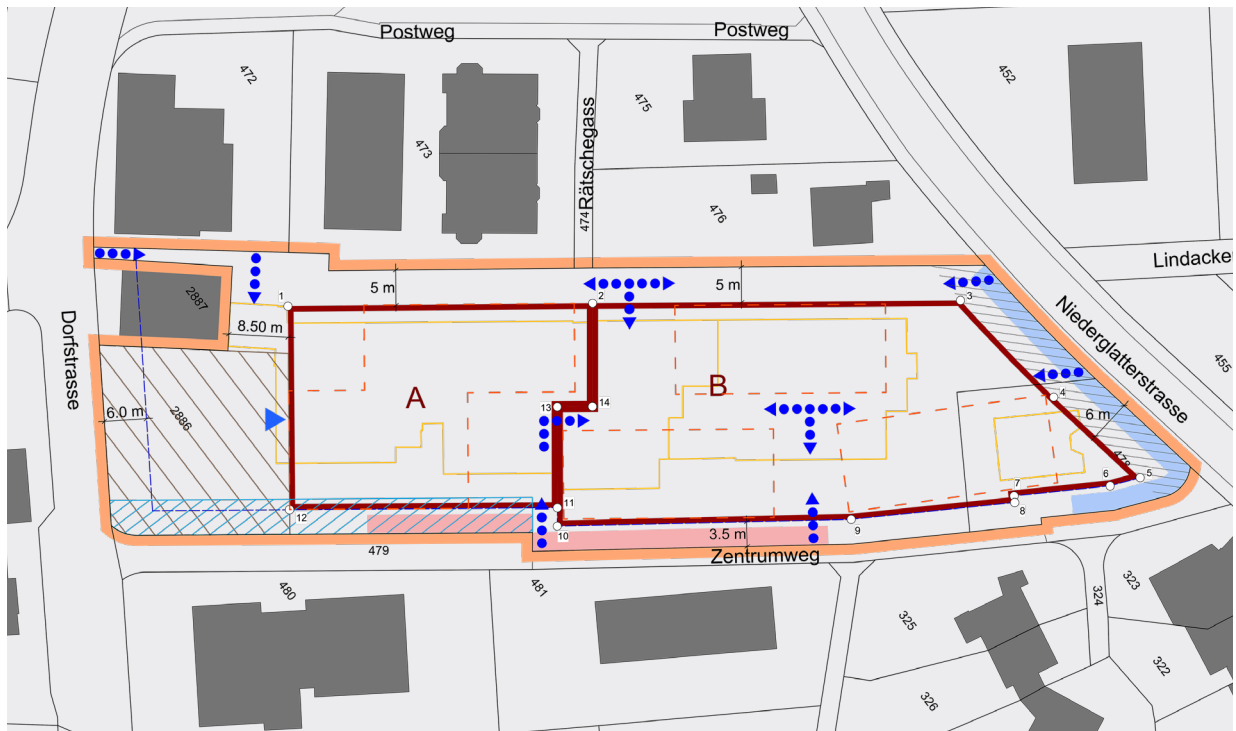 Postweg
Postweg
472
473
Rätschegass
474
475
476
452
Lindacker
Niederglatterstrasse
455
2887
5 m
5 m
1
2
3
8.50 m
Dorfstrasse
6.0 m
2886
A
B
13
14
4
6 m
478
5
6
7
8
9
10
11
12
3.5 m
Zentrumweg
479
480
481
325
326
324
323
322